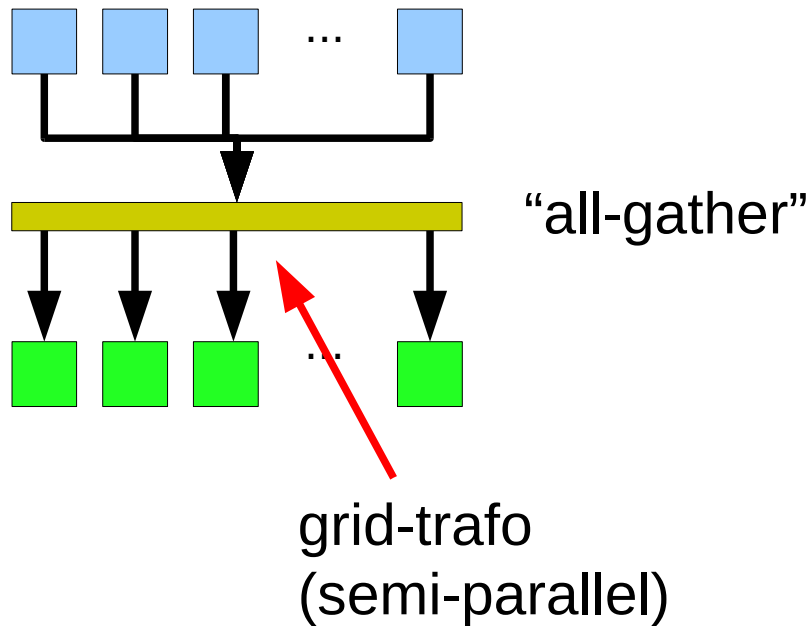 ...
“all-gather”
...
grid-trafo
(semi-parallel)